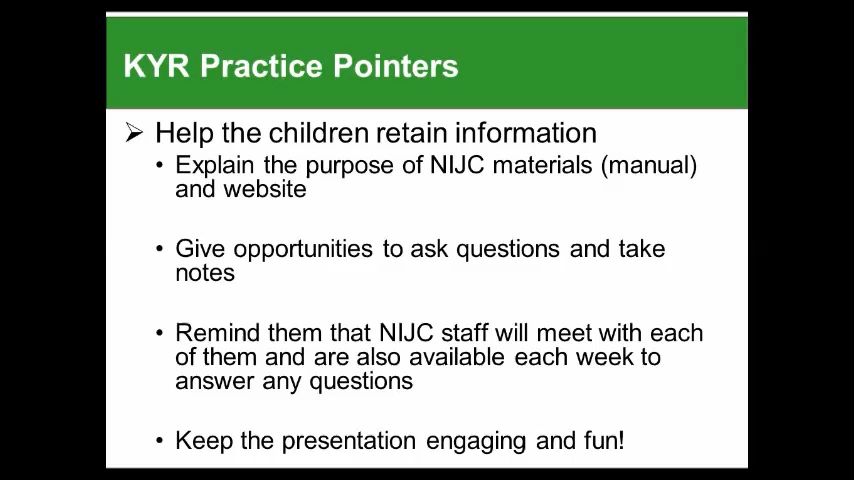 KYR Practice Pointers
➢ Help the children retain information
• Explain the purpose of NIJC materials (manual)
and website
• Give opportunities to ask questions and take
notes
• Remind them that NIJC staff will meet with each
of them and are also available each week to
answer any questions
• Keep the presentation engaging and fun!